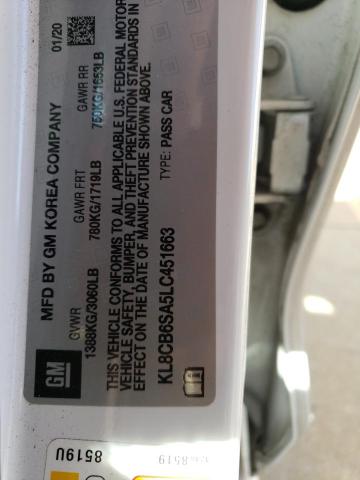 MFD BY GM KOREA COMPANY 01/20
GVWR GAWR FRT GAWR RR
1388KG/3060LB 780KG/1719LB 750KG/1653LB
THIS VEHICLE CONFORMS TO ALL APPLICABLE U.S. FEDERAL MOTOR
VEHICLE SAFETY, BUMPER, AND THEFT PREVENTION STANDARDS IN
EFFECT ON THE DATE OF MANUFACTURE SHOWN ABOVE.
KL8CB6SA5LC451663 TYPE: PASS CAR
GM
8519U